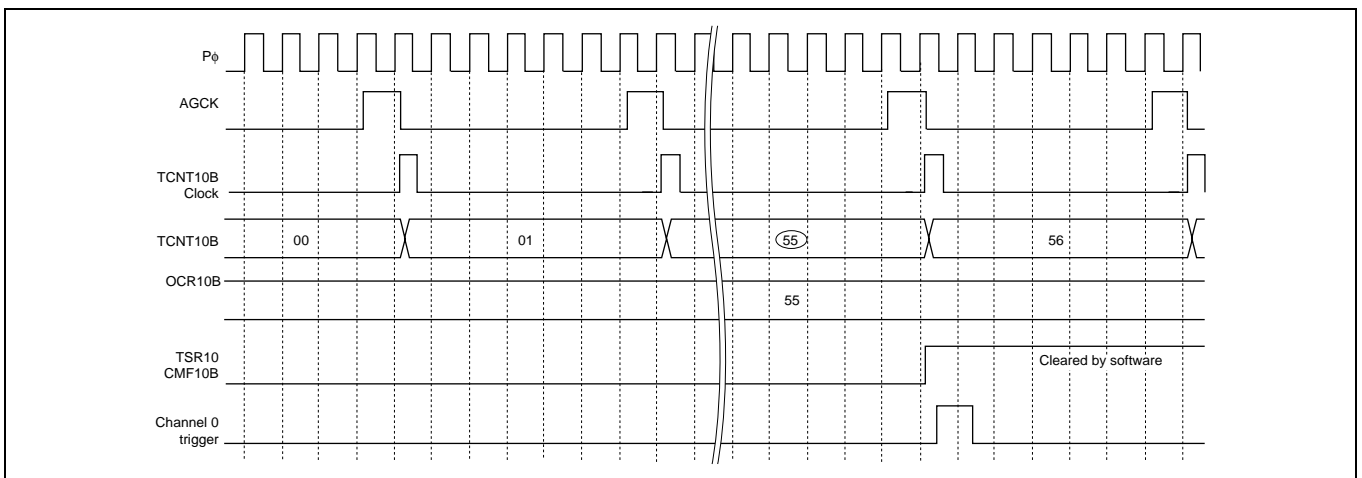 Pϕ
AGCK
TCNT10B
Clock
TCNT10B
00
01
55
56
OCR10B
55
TSR10
CMF10B
Cleared by software
Channel 0
trigger